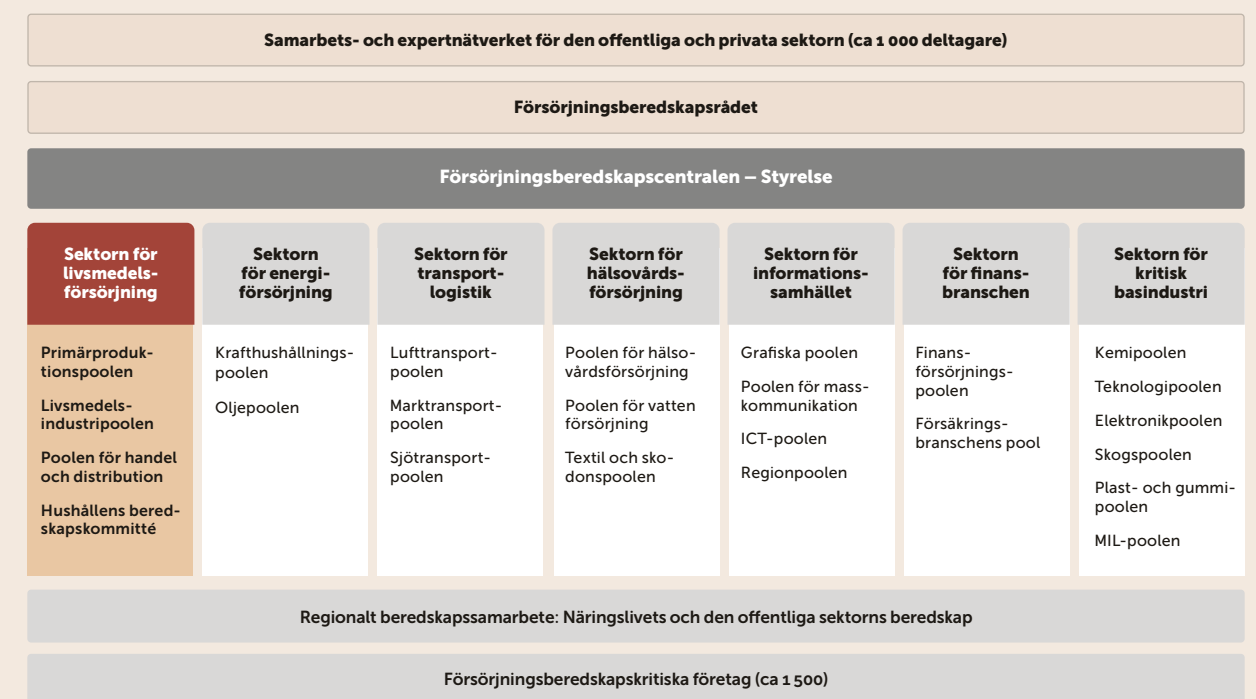 Samarbets- och expertnätverket för den offentliga och privata sektorn (ca 1 000 deltagare)
Försörjningsberedskapsrådet
Försörjningsberedskapscentralen – Styrelse
Sektorn för
livsmedels-
försörjning
Primärproduk-
tionspoolen
Livsmedels-
industripoolen
Poolen för handel
och distribution
Hushållens bered-
skapskommitté
Sektorn
för energi-
försörjning
Krafthushållnings-
poolen
Oljepoolen
Sektorn för
transport-
logistik
Lufttransport-
poolen
Marktransport-
poolen
Sjötransport-
poolen
Sektorn för
hälsovårds-
försörjning
Poolen för hälso-
vårdsförsörjning
Poolen för vatten
försörjning
Textil och sko-
donspoolen
Sektorn för
informations-
samhället
Grafiska poolen
Poolen för mass-
kommunikation
ICT-poolen
Regionpoolen
Sektorn
för finans-
branschen
Finans-
försörjnings-
poolen
Försäkrings-
branschens pool
Sektorn för
kritisk
basindustri
Kemipoolen
Teknologipoolen
Elektronikpoolen
Skogspoolen
Plast- och gummi-
poolen
MIL-poolen
Regionalt beredskapssamarbete: Näringslivets och den offentliga sektorns beredskap
Försörjningsberedskapskritiska företag (ca 1 500)